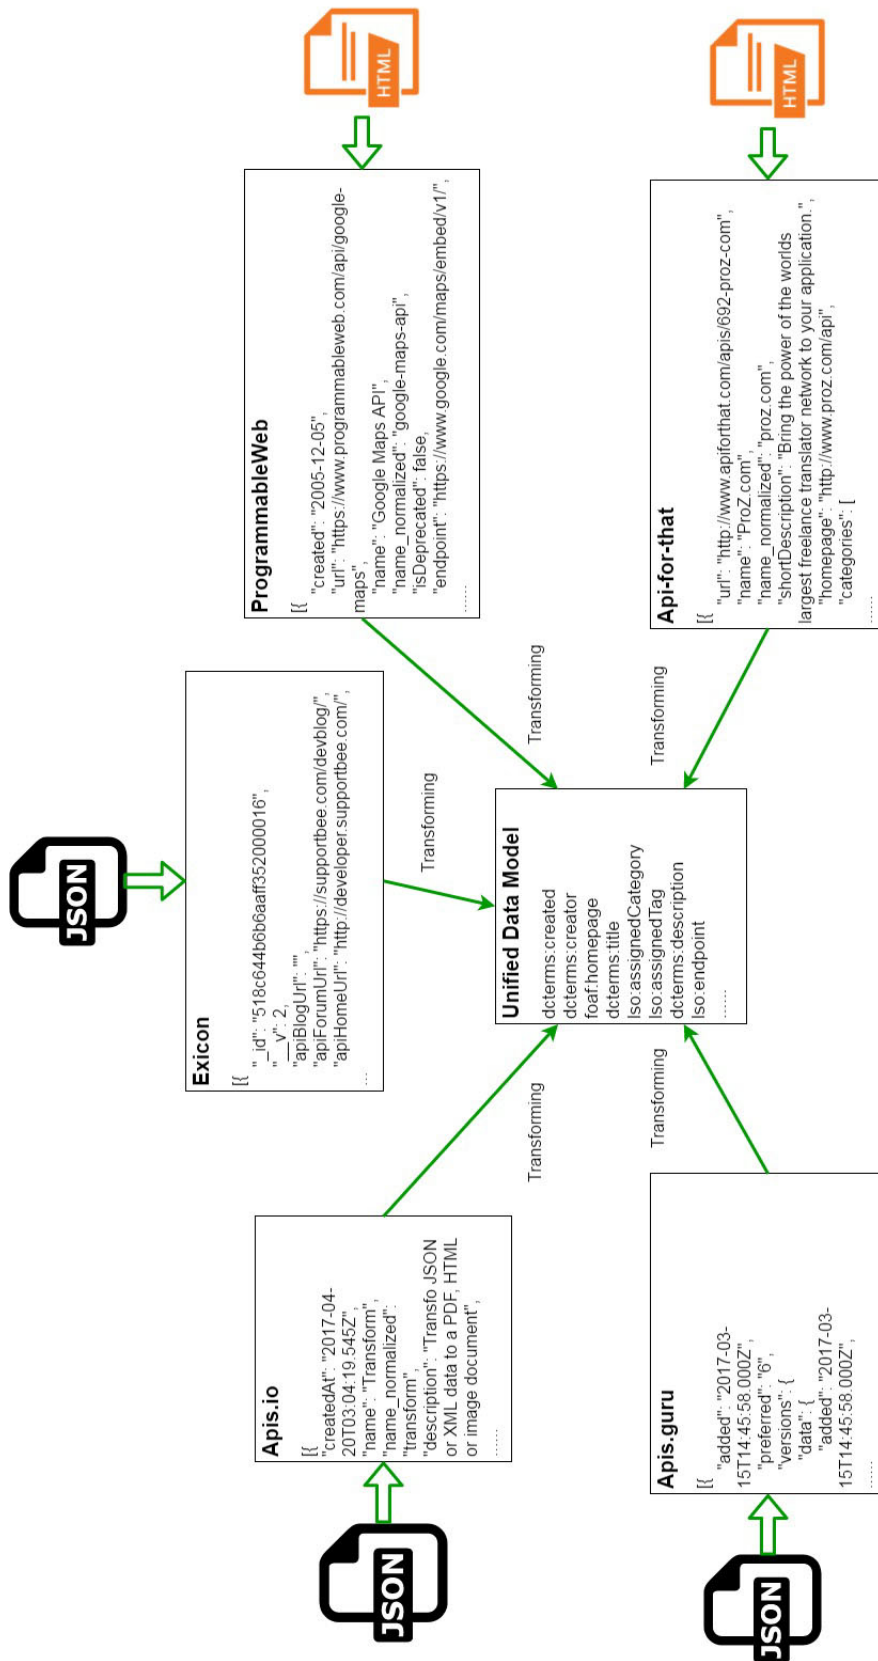 JSON
Exicon
[{
"_id": "518c644b6b6aaff352000016",
"__v": 2,
"apiBlogUrl": "",
"apiForumUrl": "https://supportbee.com/devblog/",
"apiHomeUrl": "http://developer.supportbee.com/",
...
JSON
Apis.io
[{
"createdAt": "2017-04-
20T03:04:19.545Z",
"name": "Transform",
"name_normalized":
"transform",
"description": "Transfo JSON
or XML data to a PDF, HTML
or image document",
......
HTML
ProgrammableWeb
[{
"created": "2005-12-05",
"url": "https://www.programmableweb.com/api/google-
maps",
"name": "Google Maps API",
"name_normalized": "google-maps-api",
"isDeprecated": false,
"endpoint": "https://www.google.com/maps/embed/v1/",
......
Transforming
Transforming
Transforming
Unified Data Model
dcterms:created
dcterms:creator
foaf:homepage
dcterms:title
lso:assignedCategory
lso:assignedTag
dcterms:description
lso:endpoint
......
Transforming
Transforming
JSON
Apis.guru
[{
"added": "2017-03-
15T14:45:58.000Z",
"preferred": "6",
"versions": {
"data": {
"added": "2017-03-
15T14:45:58.000Z",
......
HTML
Api-for-that
[{
"url": "http://www.apiforthat.com/apis/692-proz-com",
"name": "ProZ.com",
"name_normalized": "proz.com",
"shortDescription": "Bring the power of the worlds
largest freelance translator network to your application.",
"homepage": "http://www.proz.com/api",
"categories": [
......